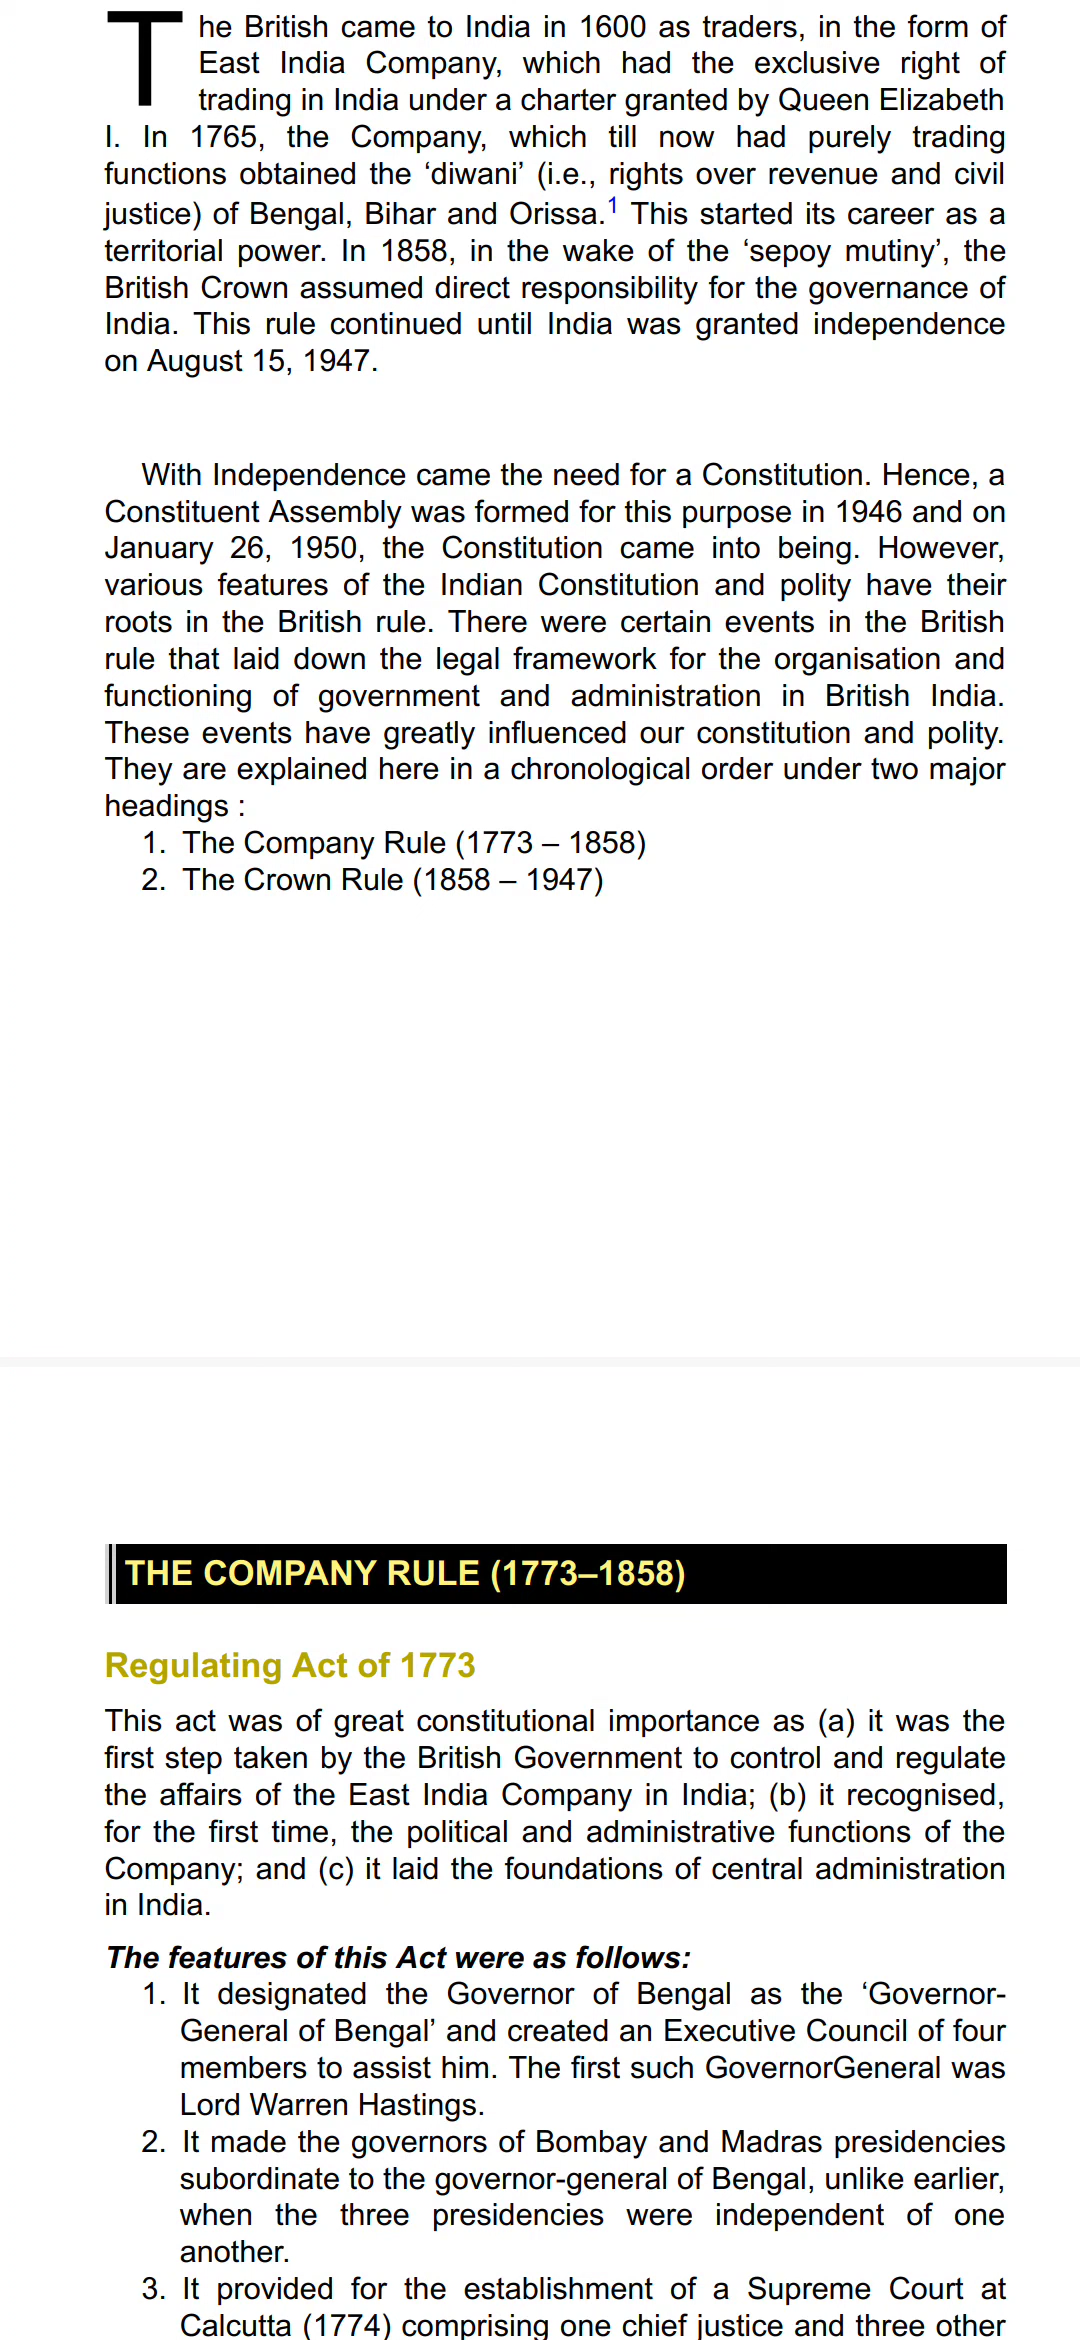 The British came to India in 1600 as traders, in the form of
East India Company, which had the exclusive right of
trading in India under a charter granted by Queen Elizabeth
I. In 1765, the Company, which till now had purely trading
functions obtained the ‘diwani’ (i.e., rights over revenue and civil
justice) of Bengal, Bihar and Orissa.1 This started its career as a
territorial power. In 1858, in the wake of the ‘sepoy mutiny’, the
British Crown assumed direct responsibility for the governance of
India. This rule continued until India was granted independence
on August 15, 1947.
With Independence came the need for a Constitution. Hence, a
Constituent Assembly was formed for this purpose in 1946 and on
January 26, 1950, the Constitution came into being. However,
various features of the Indian Constitution and polity have their
roots in the British rule. There were certain events in the British
rule that laid down the legal framework for the organisation and
functioning of government and administration in British India.
These events have greatly influenced our constitution and polity.
They are explained here in a chronological order under two major
headings :
1. The Company Rule (1773 – 1858)
2. The Crown Rule (1858 – 1947)
THE COMPANY RULE (1773–1858)
Regulating Act of 1773
This act was of great constitutional importance as (a) it was the
first step taken by the British Government to control and regulate
the affairs of the East India Company in India; (b) it recognised,
for the first time, the political and administrative functions of the
Company; and (c) it laid the foundations of central administration
in India.
The features of this Act were as follows:
1. It designated the Governor of Bengal as the ‘Governor-
General of Bengal’ and created an Executive Council of four
members to assist him. The first such GovernorGeneral was
Lord Warren Hastings.
2. It made the governors of Bombay and Madras presidencies
subordinate to the governor-general of Bengal, unlike earlier,
when the three presidencies were independent of one
another.
3. It provided for the establishment of a Supreme Court at
Calcutta (1774) comprising one chief justice and three other